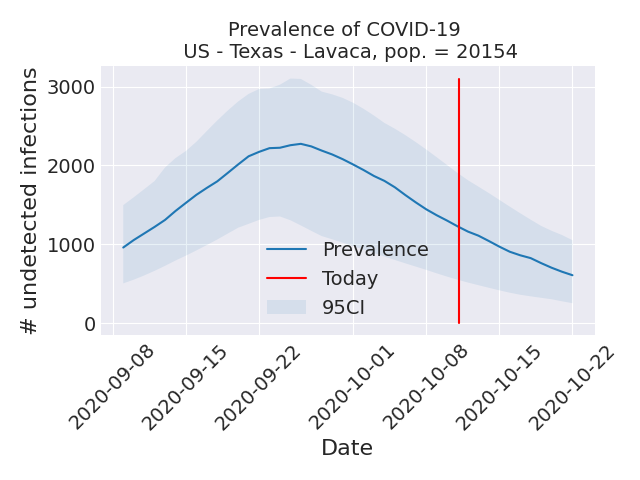 Prevalence of COVID-19
US - Texas - Lavaca, pop. = 20154
# undetected infections
3000
2000
1000
0
Prevalence
Today
95CI
2020-09-08
2020-09-15
2020-09-22
2020-10-01
2020-10-08
2020-10-15
2020-10-22
Date